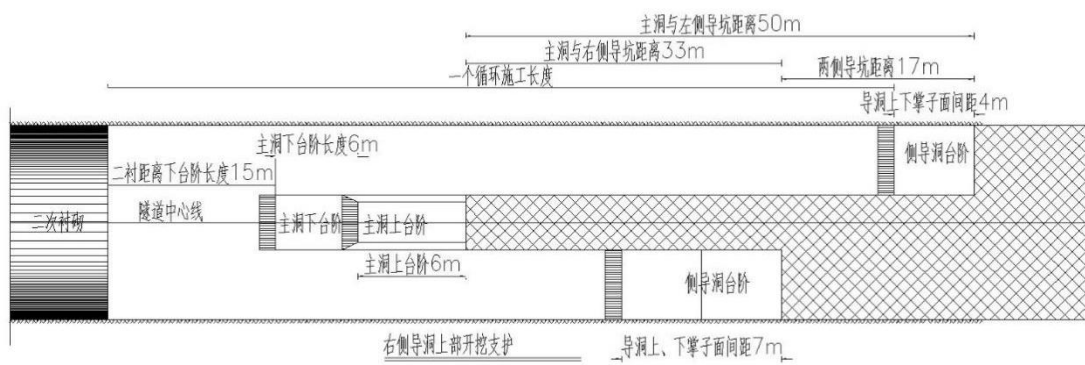 主洞与左侧导坑距离50m
主洞与右侧导坑距离33m
一个循环施工长度
两侧导坑距离17m
导洞上下掌子面间距4m
主洞下台阶长度6m
侧导洞台阶
二衬距离下台阶长度15m
隧道中心线
二次衬砌
主洞下台阶
主洞上台阶
主洞上台阶6m
侧导洞台阶
右侧导洞上部开挖支护
导洞上、下掌子面间距7m